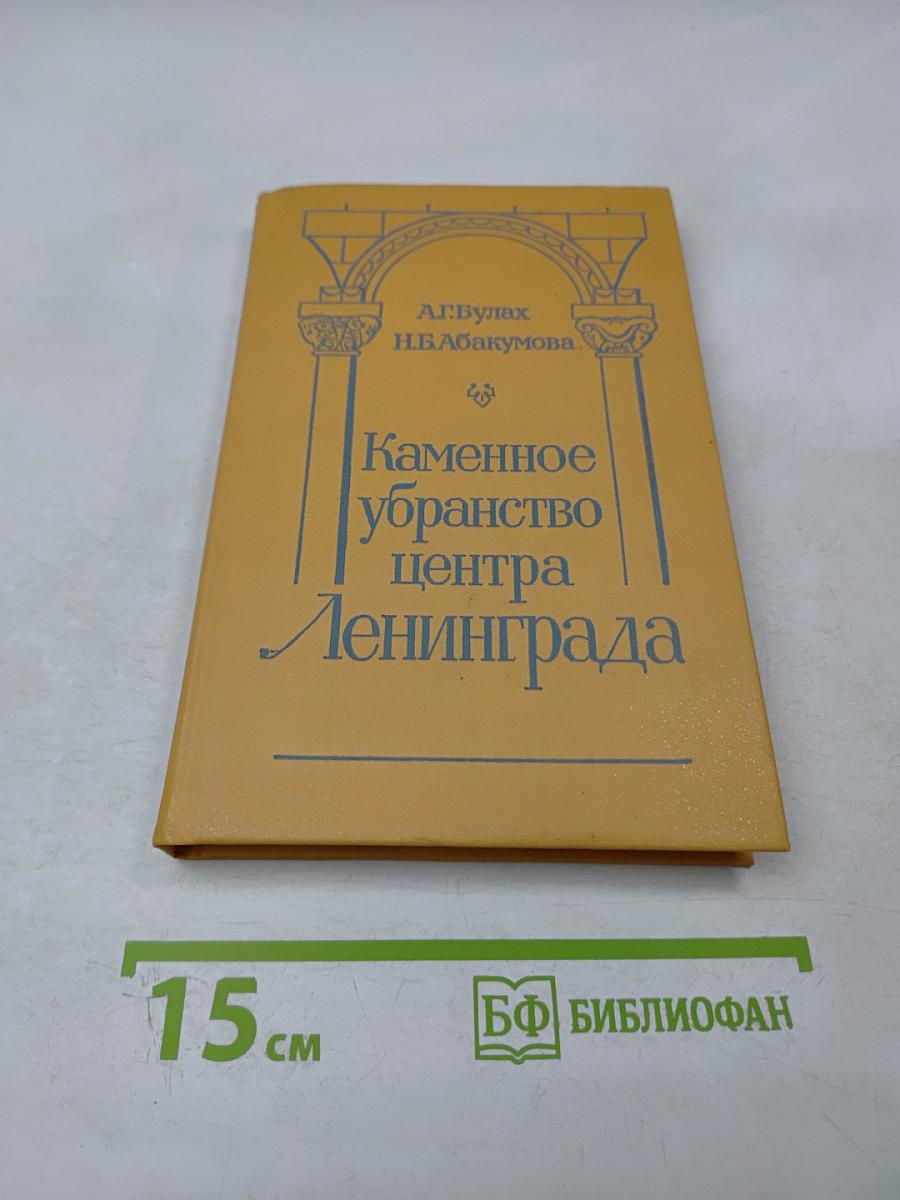 А.Г. Булах
Н.Б. Абакумова
Каменное
убранство
центра
Ленинграда
15 см
БФ БИБЛИОФАН